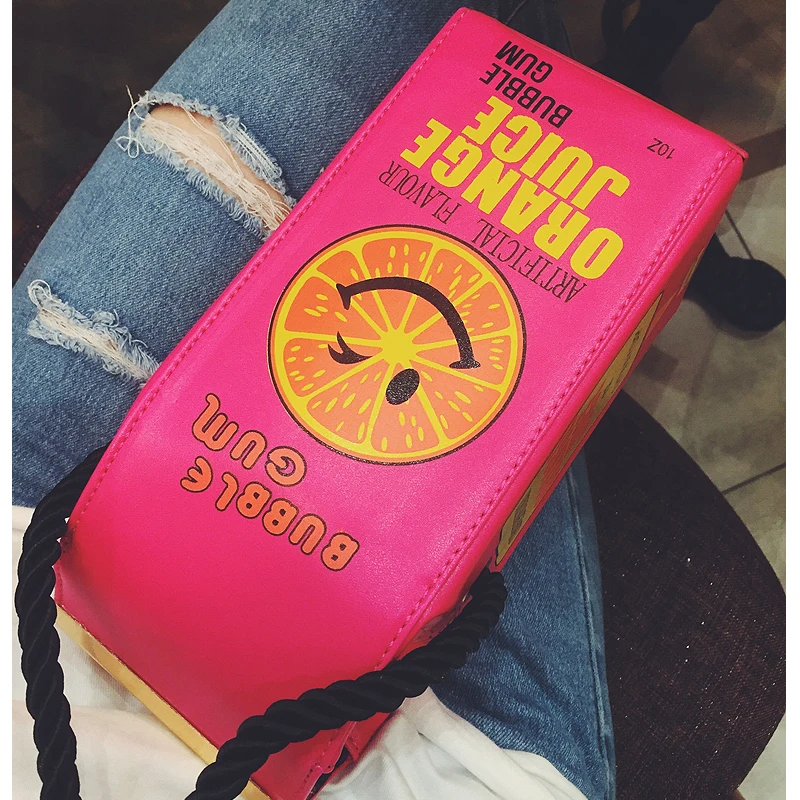 BUBBLE
GUM
ARTIFICIAL FLAVOUR
ORANGE
JUICE
BUBBLE
GUM
1OZ